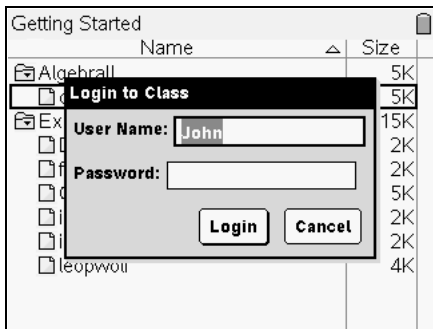 Getting Started
Name Size
AlgebraII 5K
Login to Class 5K
Ex 15K
User Name: John
2K
2K
Password:
5K
2K
Login Cancel
2K
4K